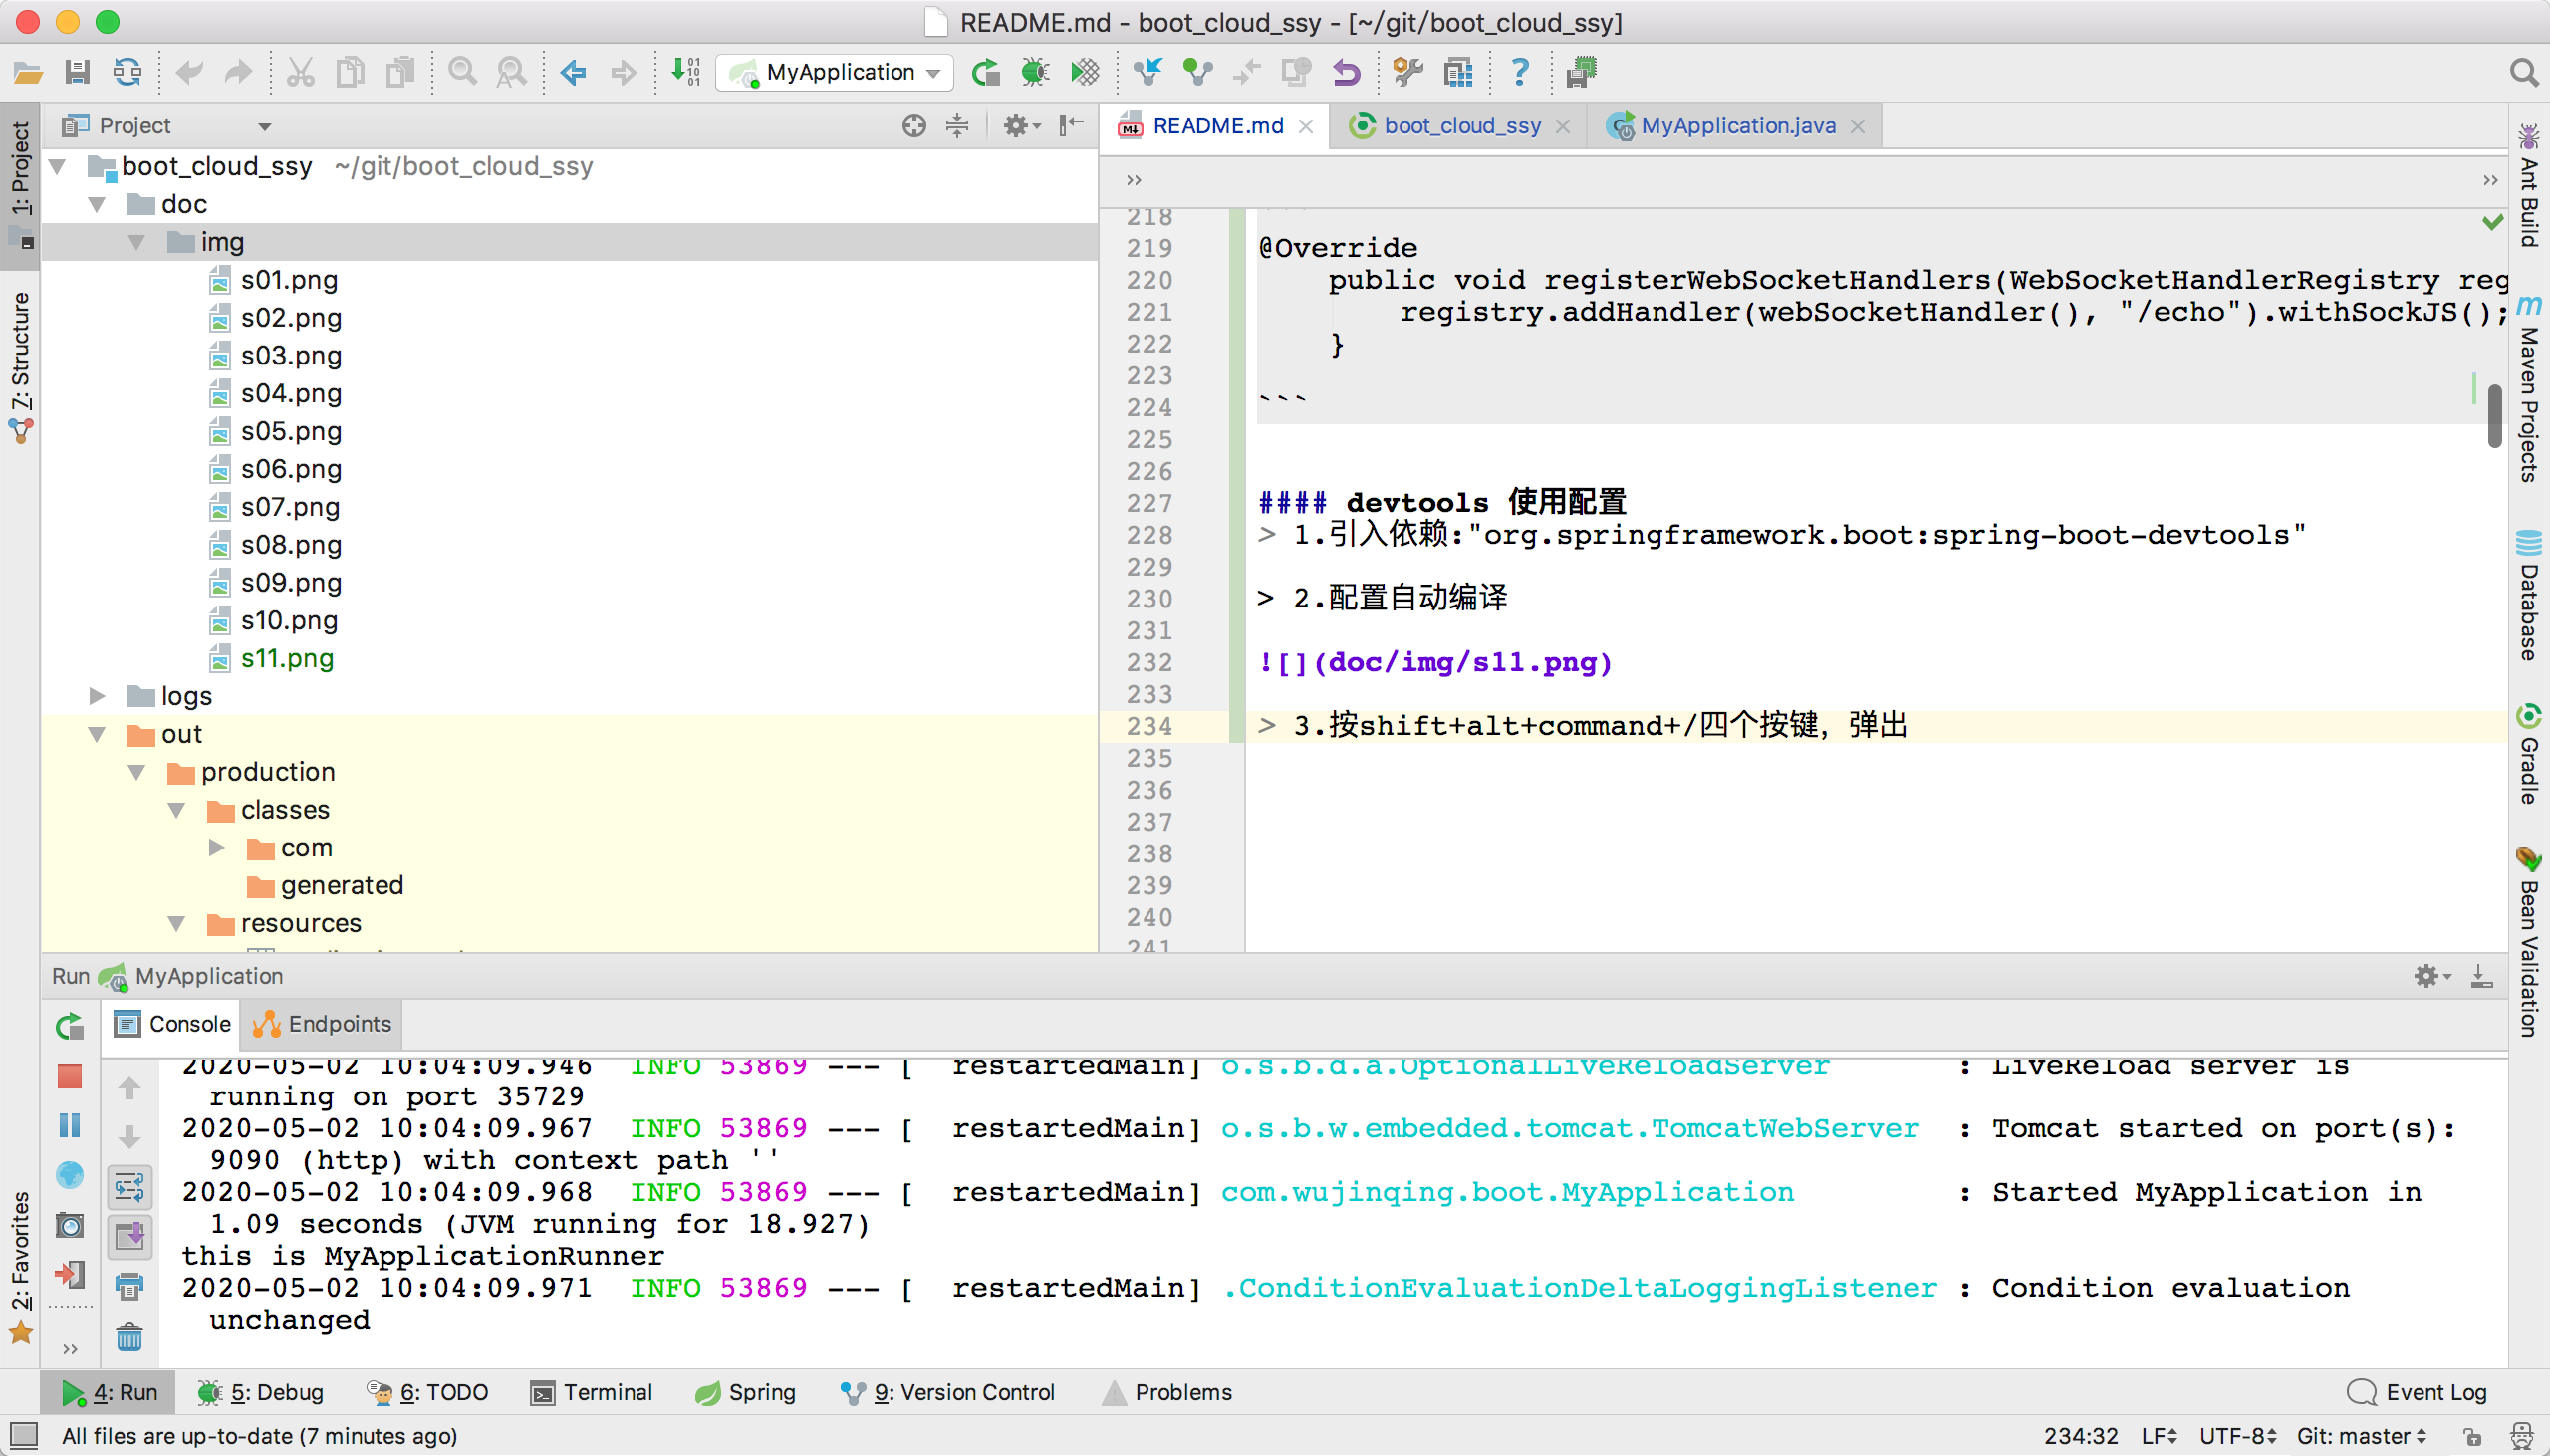 README.md - boot_cloud_ssy - [~/git/boot_cloud_ssy]
MyApplication
Project
README.md
boot_cloud_ssy
MyApplication.java
1: Project
7: Structure
2: Favorites
boot_cloud_ssy ~/git/boot_cloud_ssy
doc
img
s01.png
s02.png
s03.png
s04.png
s05.png
s06.png
s07.png
s08.png
s09.png
s10.png
s11.png
logs
out
production
classes
com
generated
resources
218 ```
219 @Override
220 public void registerWebSocketHandlers(WebSocketHandlerRegistry reg
221 registry.addHandler(webSocketHandler(), "/echo").withSockJS();
222 }
223
224 ```
225
226
227 #### devtools 使用配置
228 > 1.引入依赖:"org.springframework.boot:spring-boot-devtools"
229
230 > 2.配置自动编译
231
232 ![](doc/img/s11.png)
233
234 > 3.按shift+alt+command+/四个按键，弹出
235
236
237
238
239
240
241
Ant Build
Maven Projects
Database
Gradle
Bean Validation
Run MyApplication
Console
Endpoints
2020-05-02 10:04:09.946 INFO 53869 --- [ restartedMain] o.s.b.d.a.OptionalLiveReloadServer : LiveReload server is
running on port 35729
2020-05-02 10:04:09.967 INFO 53869 --- [ restartedMain] o.s.b.w.embedded.tomcat.TomcatWebServer : Tomcat started on port(s):
9090 (http) with context path ''
2020-05-02 10:04:09.968 INFO 53869 --- [ restartedMain] com.wujinqing.boot.MyApplication : Started MyApplication in
1.09 seconds (JVM running for 18.927)
this is MyApplicationRunner
2020-05-02 10:04:09.971 INFO 53869 --- [ restartedMain] .ConditionEvaluationDeltaLoggingListener : Condition evaluation
unchanged
4: Run
5: Debug
6: TODO
Terminal
Spring
9: Version Control
Problems
Event Log
All files are up-to-date (7 minutes ago)
234:32
LF
UTF-8
Git: master